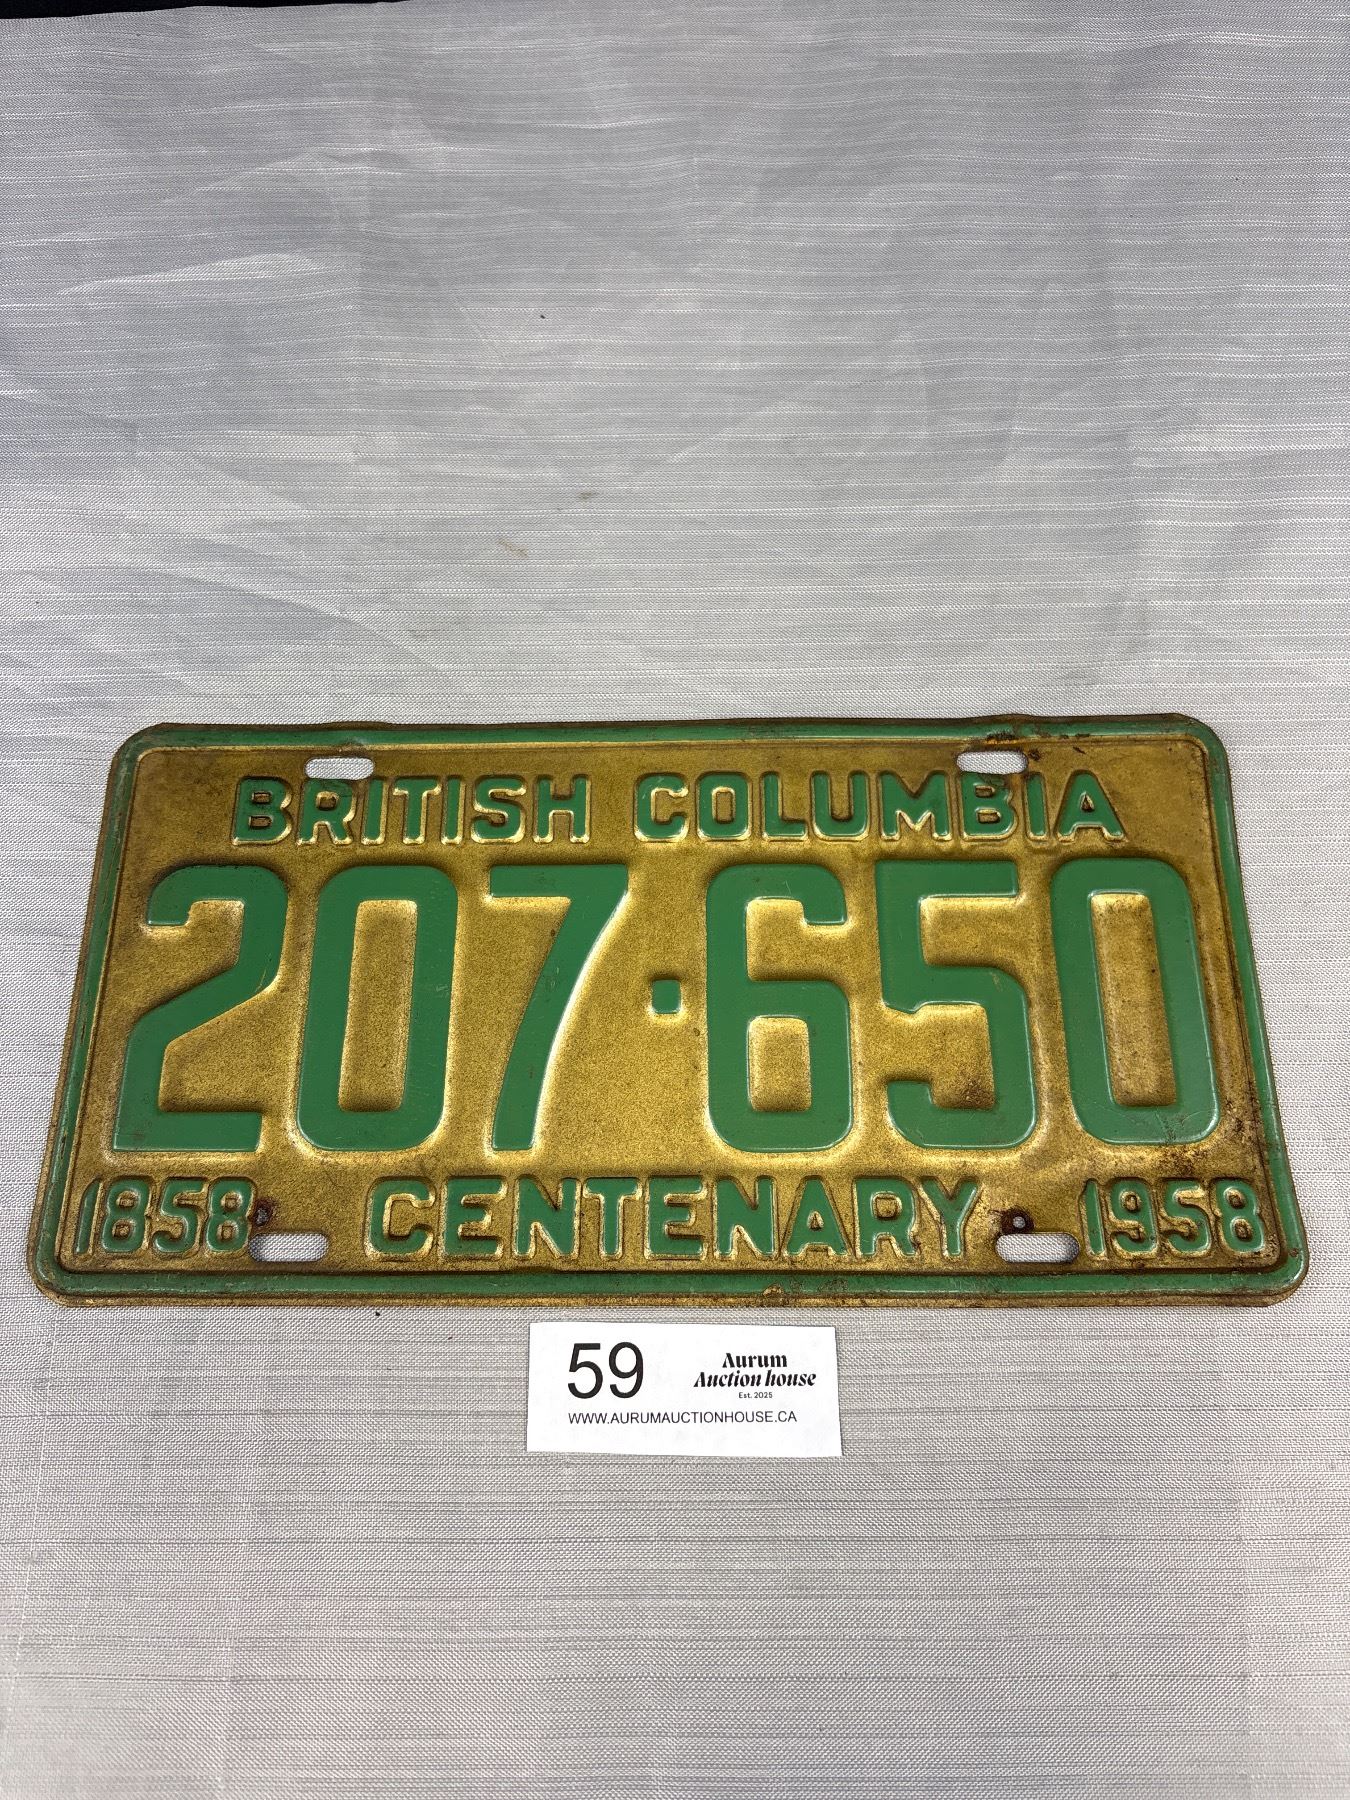 BRITISH COLUMBIA
207·650
1858 CENTENARY 1958
59
Aurum
Auction house
Est. 2025
WWW.AURUMAUCTIONHOUSE.CA